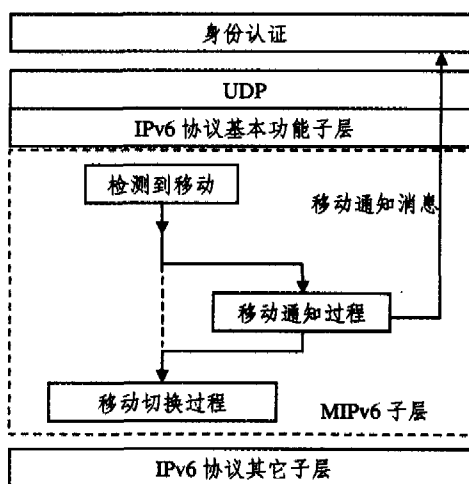 身份认证
UDP
IPv6 协议基本功能子层
检测到移动
移动通知消息
移动通知过程
移动切换过程
MIPv6 子层
IPv6 协议其它子层